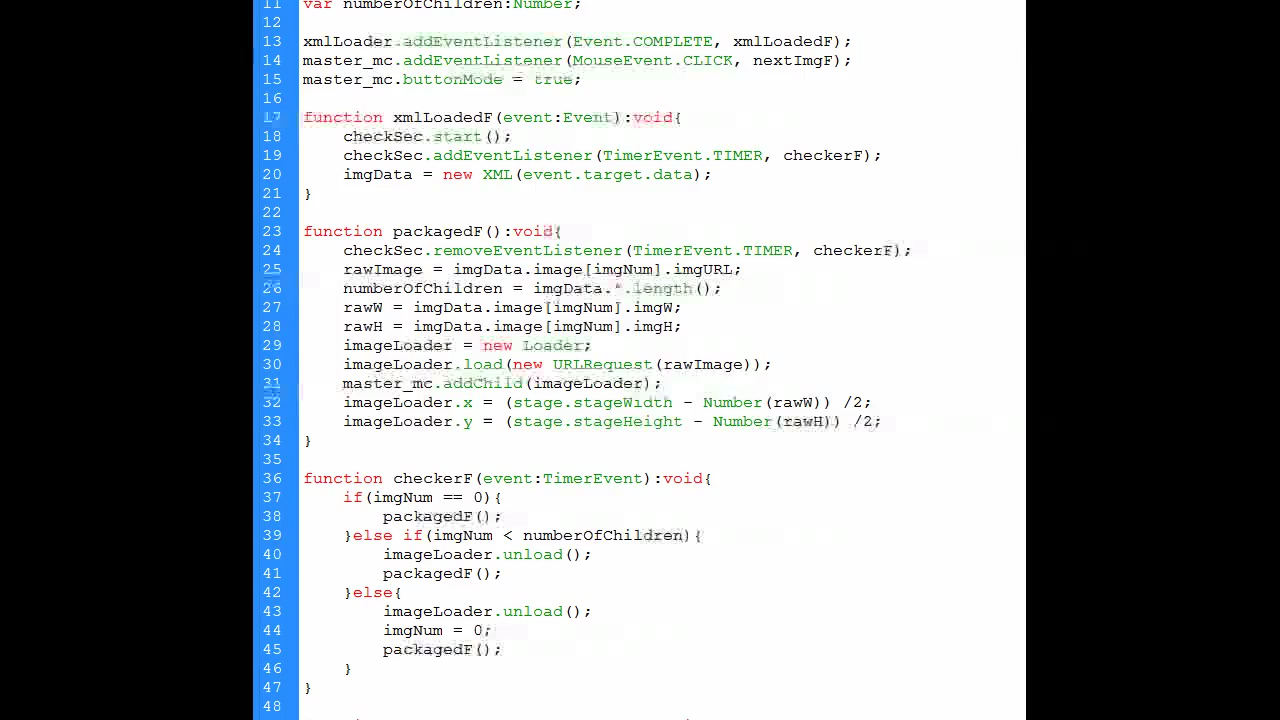 11 var numberOfChildren:Number;
12
13 xmlLoader.addEventListener(Event.COMPLETE, xmlLoadedF);
14 master_mc.addEventListener(MouseEvent.CLICK, nextImgF);
15 master_mc.buttonMode = true;
16
17 function xmlLoadedF(event:Event):void{
18     checkSec.start();
19     checkSec.addEventListener(TimerEvent.TIMER, checkerF);
20     imgData = new XML(event.target.data);
21 }
22
23 function packagedF():void{
24     checkSec.removeEventListener(TimerEvent.TIMER, checkerF);
25     rawImage = imgData.image[imgNum].imgURL;
26     numberOfChildren = imgData.*.length();
27     rawW = imgData.image[imgNum].imgW;
28     rawH = imgData.image[imgNum].imgH;
29     imageLoader = new Loader;
30     imageLoader.load(new URLRequest(rawImage));
31     master_mc.addChild(imageLoader);
32     imageLoader.x = (stage.stageWidth - Number(rawW)) /2;
33     imageLoader.y = (stage.stageHeight - Number(rawH)) /2;
34 }
35
36 function checkerF(event:TimerEvent):void{
37     if(imgNum == 0){
38         packagedF();
39     }else if(imgNum < numberOfChildren){
40         imageLoader.unload();
41         packagedF();
42     }else{
43         imageLoader.unload();
44         imgNum = 0;
45         packagedF();
46     }
47 }
48